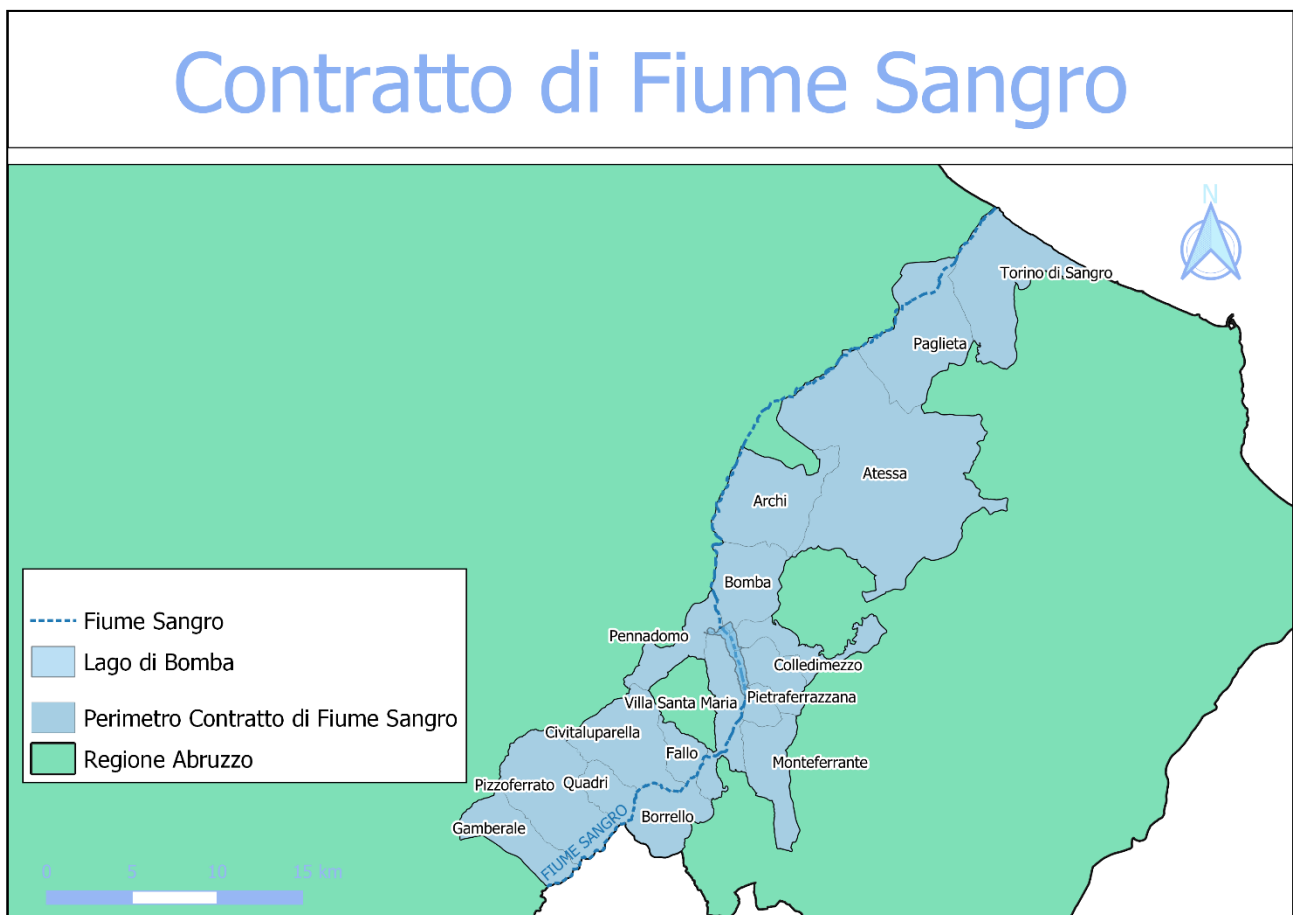 Contratto di Fiume Sangro
N
Torino di Sangro
Paglieta
Atessa
Archi
Bomba
Pennadomo
Colledimezzo
Villa Santa Maria
Pietraferrazzana
Civitaluparella
Fallo
Monteferrante
Pizzoferrato
Quadri
Borrello
Gamberale
FIUME SANGRO
Fiume Sangro
Lago di Bomba
Perimetro Contratto di Fiume Sangro
Regione Abruzzo
0 5 10 15 km